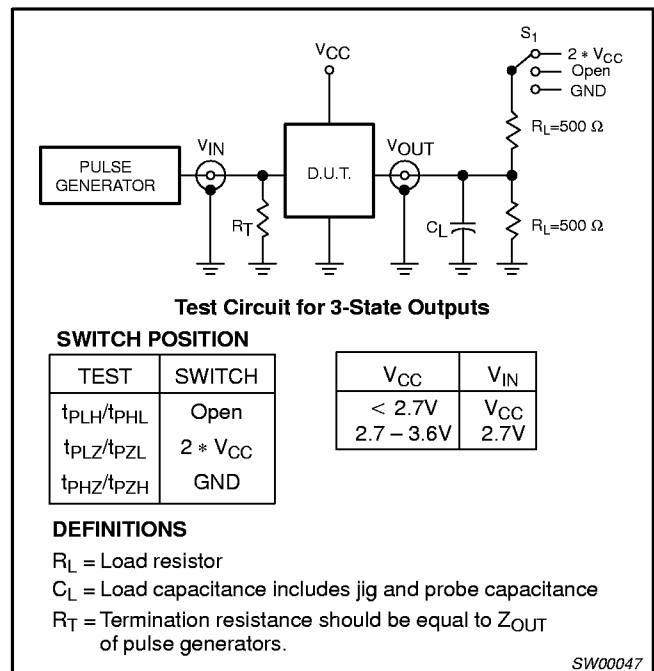 S1
2 * VCC
Open
GND
VCC
RL=500 Ω
VIN
VOUT
PULSE
GENERATOR
D.U.T.
RT
CL
RL=500 Ω
Test Circuit for 3-State Outputs
SWITCH POSITION
TEST SWITCH
tPLH/tPHL Open
tPLZ/tPZL 2 * VCC
tPHZ/tPZH GND
VCC VIN
< 2.7V VCC
2.7 – 3.6V 2.7V
DEFINITIONS
RL = Load resistor
CL = Load capacitance includes jig and probe capacitance
RT = Termination resistance should be equal to ZOUT
of pulse generators.
SW00047